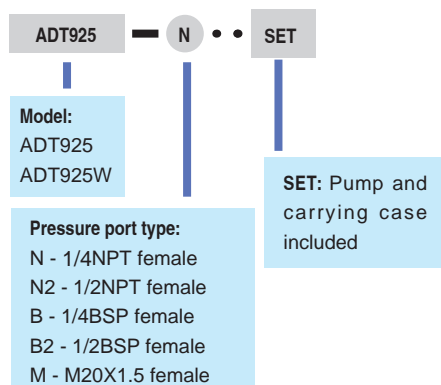 ADT925 — N • • SET
Model:
ADT925
ADT925W
Pressure port type:
N - 1/4NPT female
N2 - 1/2NPT female
B - 1/4BSP female
B2 - 1/2BSP female
M - M20X1.5 female
SET: Pump and
carrying case
included